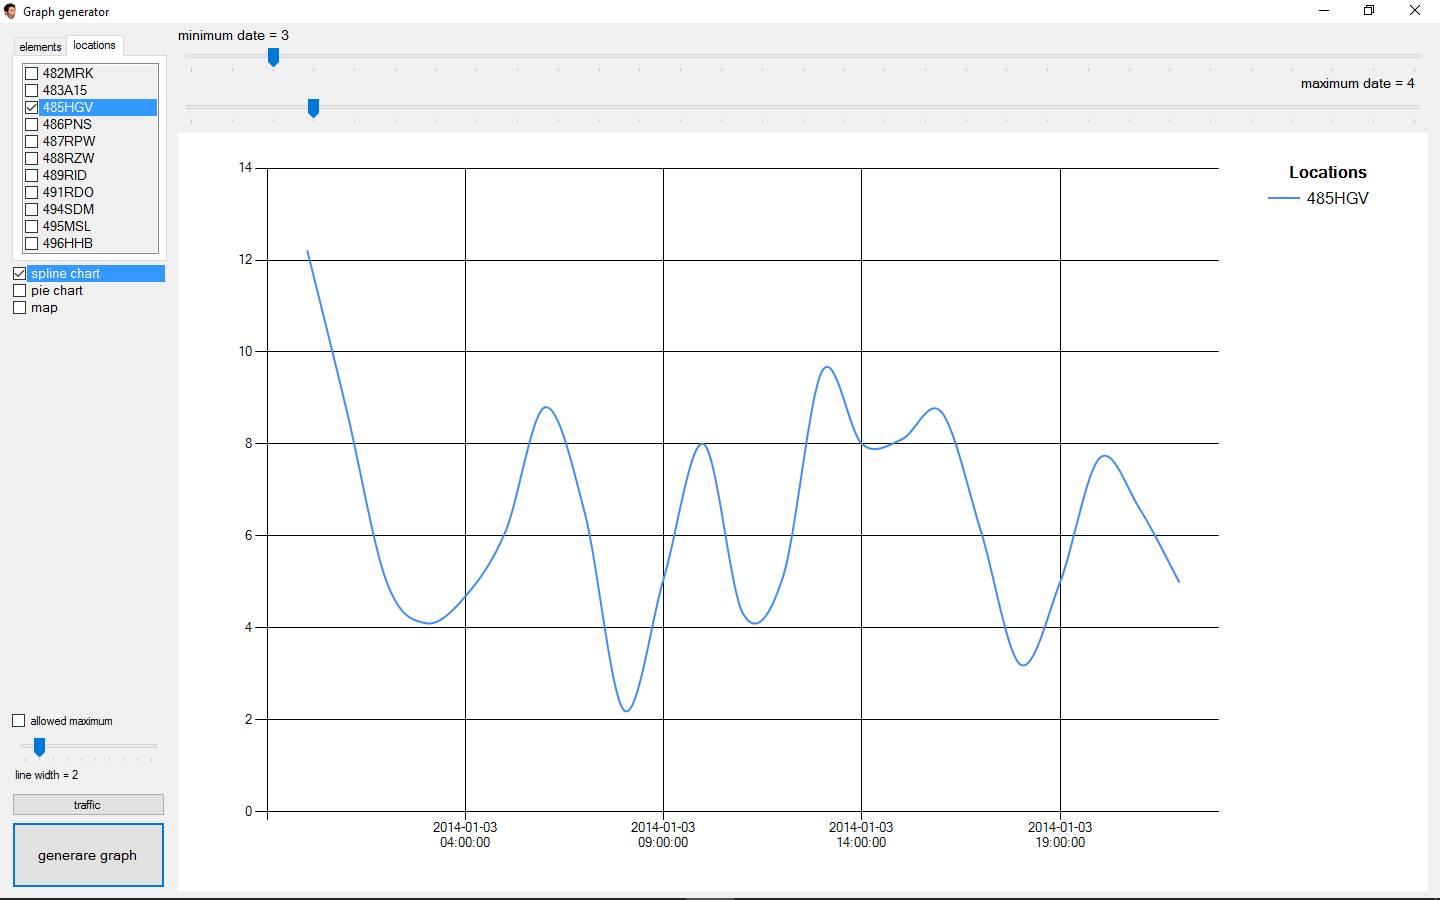 Graph generator
elements
locations
482MRK
483A15
485HGV
486PNS
487RPW
488RZW
489RID
491RDO
494SDM
495MSL
496HHB
spline chart
pie chart
map
allowed maximum
line width = 2
traffic
generare graph
minimum date = 3
maximum date = 4
14
12
10
8
6
4
2
0
2014-01-03
04:00:00
2014-01-03
09:00:00
2014-01-03
14:00:00
2014-01-03
19:00:00
Locations
485HGV